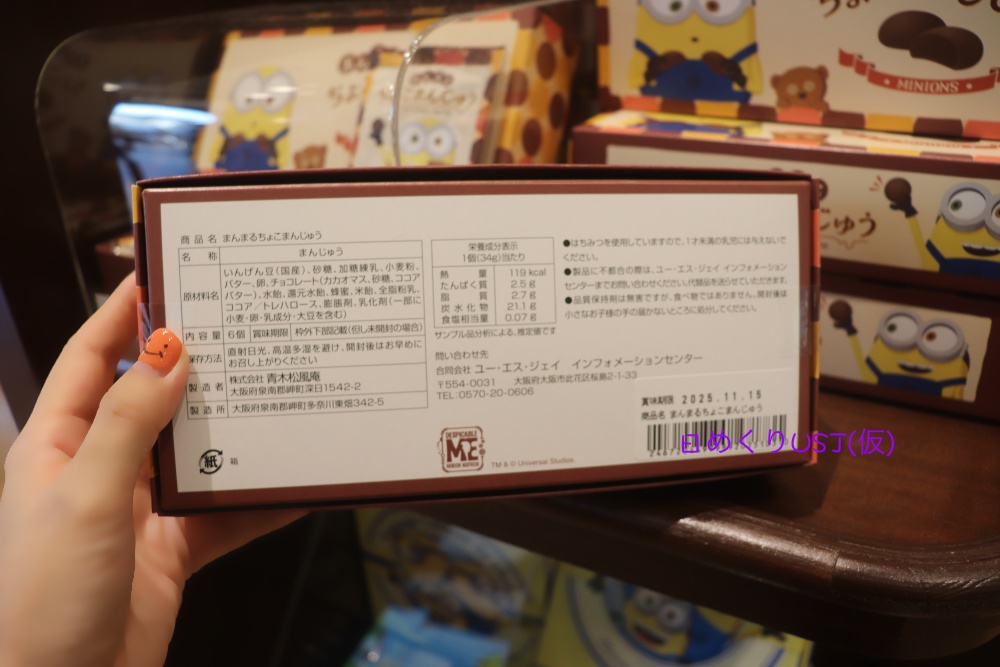 MINIONS
じゅう
商品名 まんまるちょこまんじゅう
名称 まんじゅう
原材料名 いんげん豆(国産)、砂糖、加糖練乳、小麦粉、
バター、卵、チョコレート(カカオマス、砂糖、ココア
バター)、水飴、還元水飴、蜂蜜、米飴、全脂粉乳、
ココア/トレハロース、膨脹剤、乳化剤(一部に
小麦・卵・乳成分・大豆を含む)
内容量 6個 賞味期限 枠外下部記載(但し未開封の場合)
保存方法 直射日光、高温多湿を避け、開封後はお早めに
お召し上がりください
製造者 株式会社 青木松風庵
大阪府泉南郡岬町深日1542-2
製造所 大阪府泉南郡岬町多奈川東畑342-5
紙 箱
栄養成分表示
1個(34g)当たり
熱量 119 kcal
たんぱく質 2.5 g
脂質 2.7 g
炭水化物 21.1 g
食塩相当量 0.07 g
サンプル品分析による、推定値です
●はちみつを使用していますので、1才未満の乳児には与えないで
ください。
●製品に不都合の際は、ユー・エス・ジェイ インフォメーション
センターまでお問い合わせください。代替品を送らせていただきます。
●品質保持剤は無害ですが、食べ物ではありません。開封後は
小さなお子様の手の届かないところに処分してください。
問い合わせ先
合同会社 ユー・エス・ジェイ インフォメーションセンター
〒554-0031 大阪府大阪市此花区桜島2-1-33
TEL:0570-20-0606
DESPICABLE
ME
MINION MAYHEM
TM & © Universal Studios.
賞味期限 2025.11.15
商品名 まんまるちょこまんじゅう
日めくりUSJ(仮)